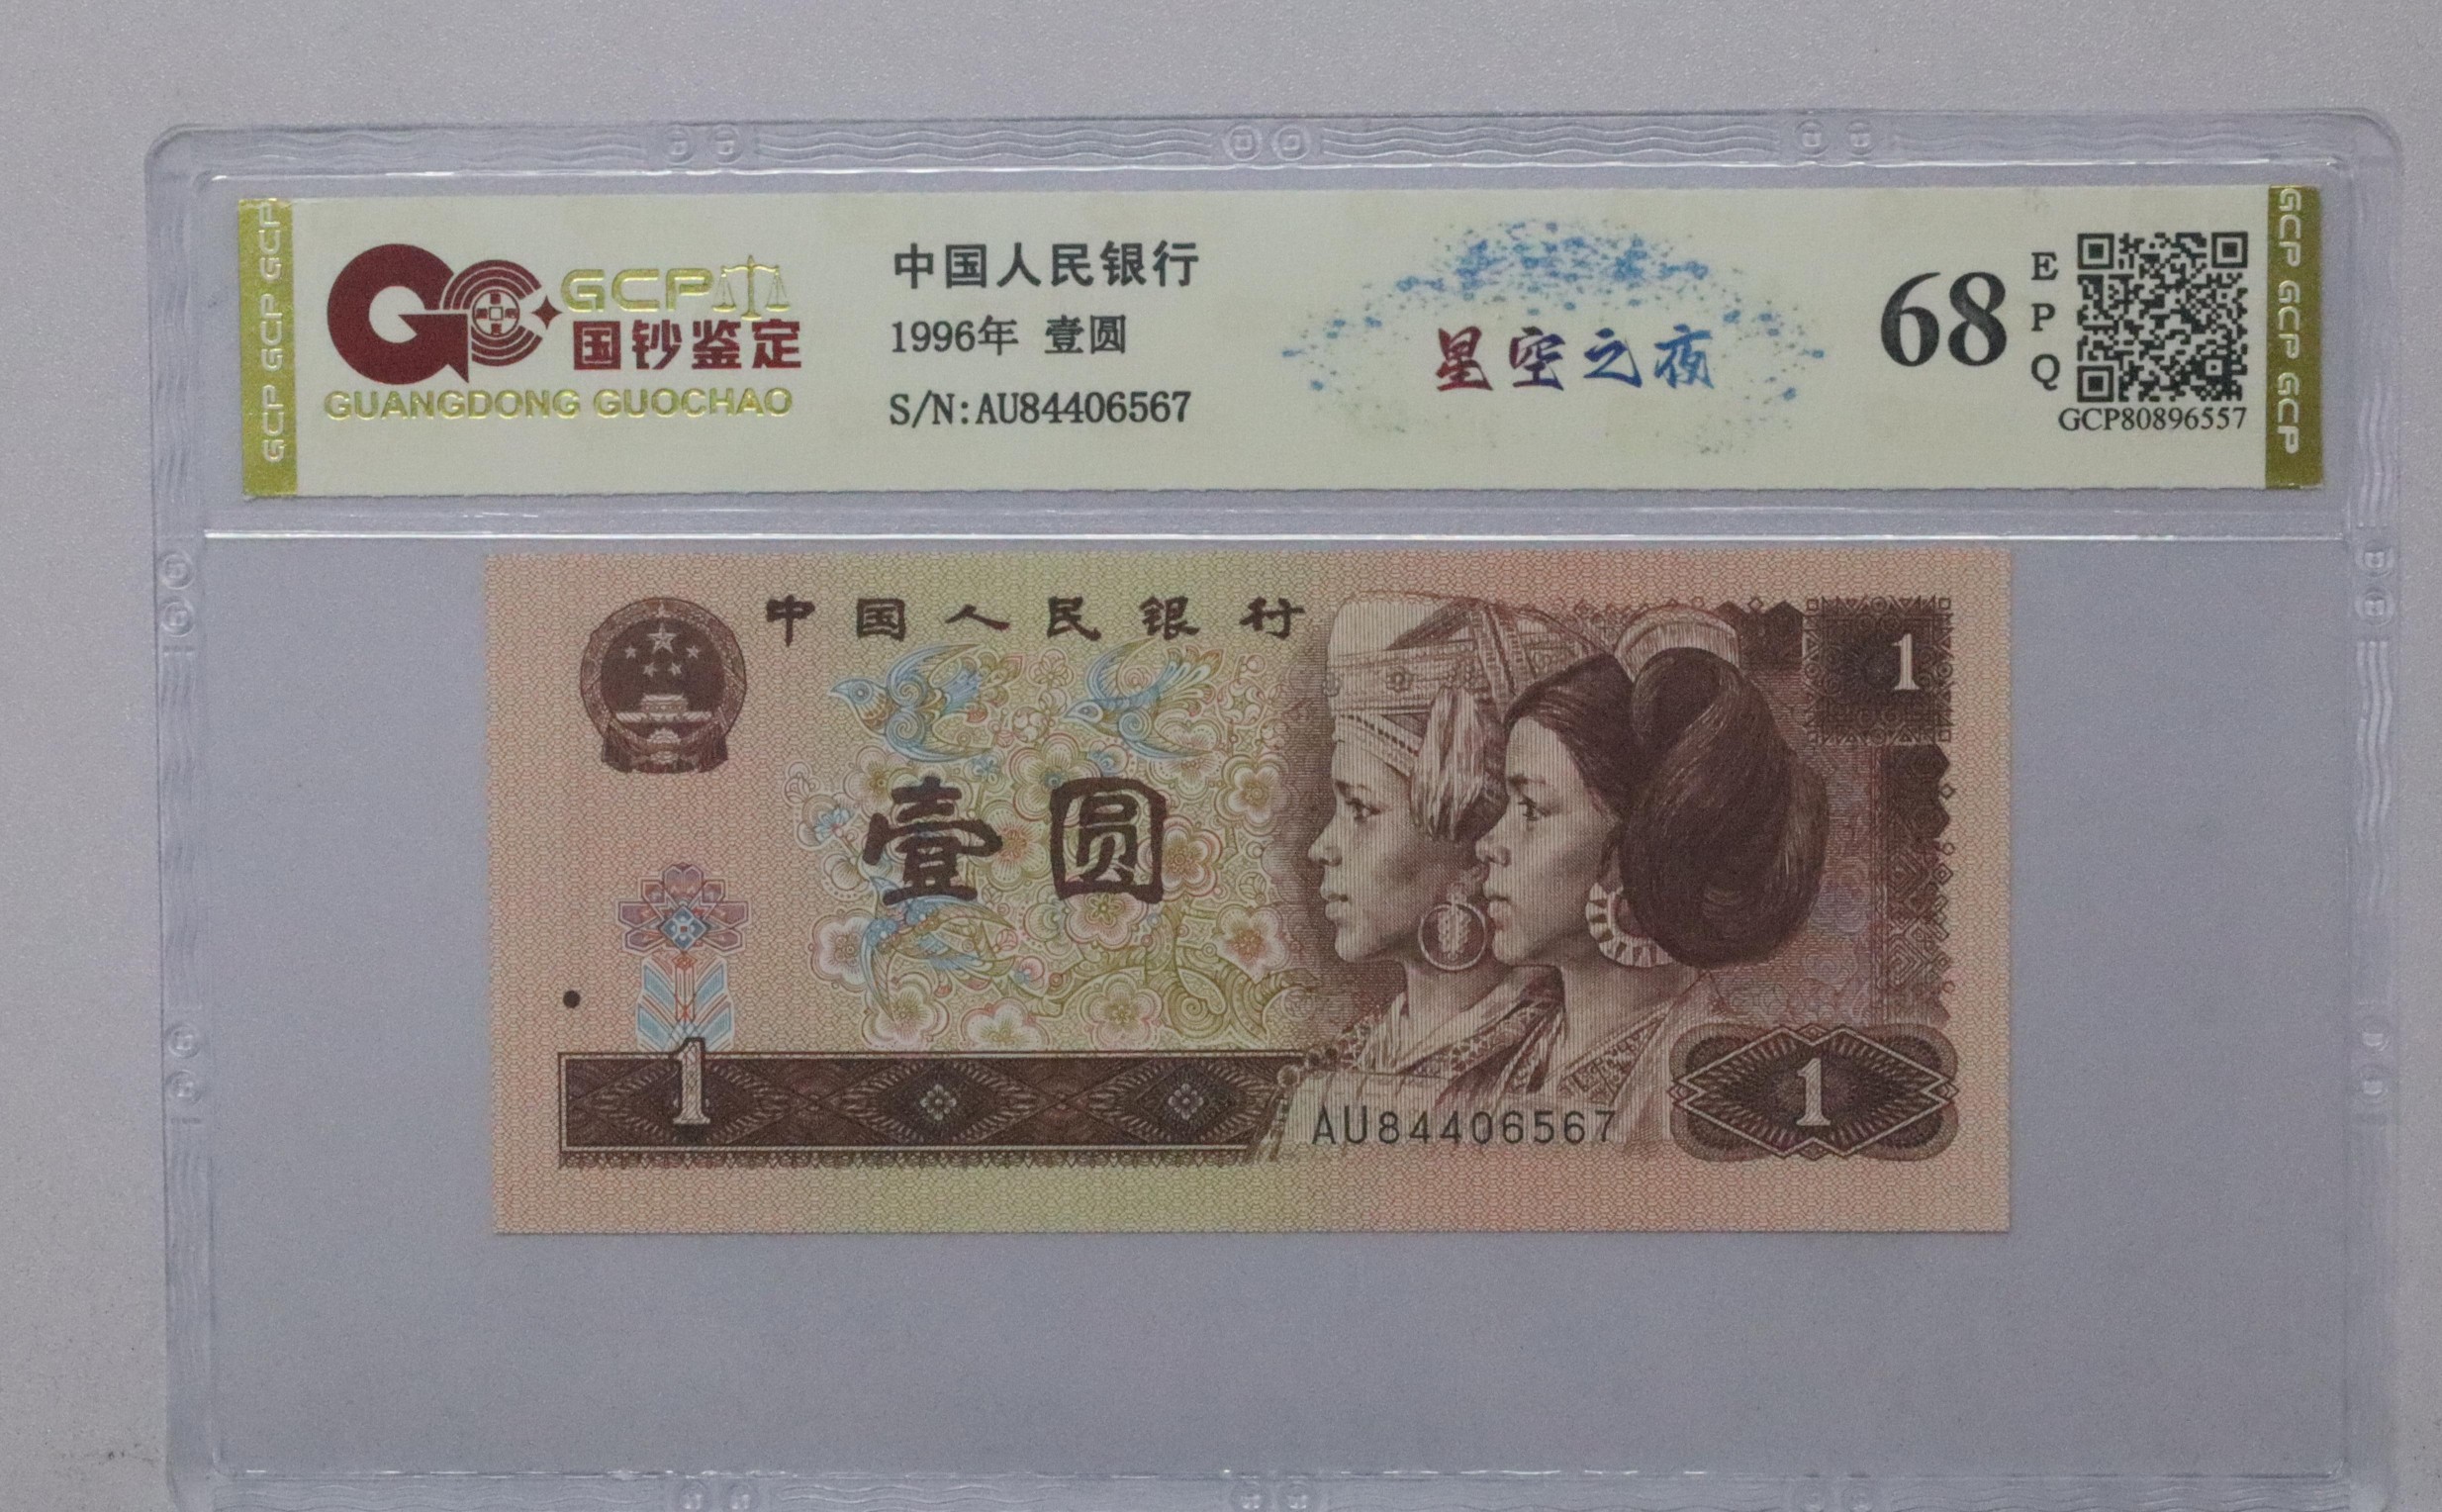 GCP GCP GCP
GCP
国钞鉴定
GUANGDONG GUOCHAO
中国人民银行
1996年 壹圆
S/N:AU84406567
星空之夜
68
E
P
Q
GCP80896557
GCP GCP GCP
中国人民银行
1
壹圆
1
AU84406567
1